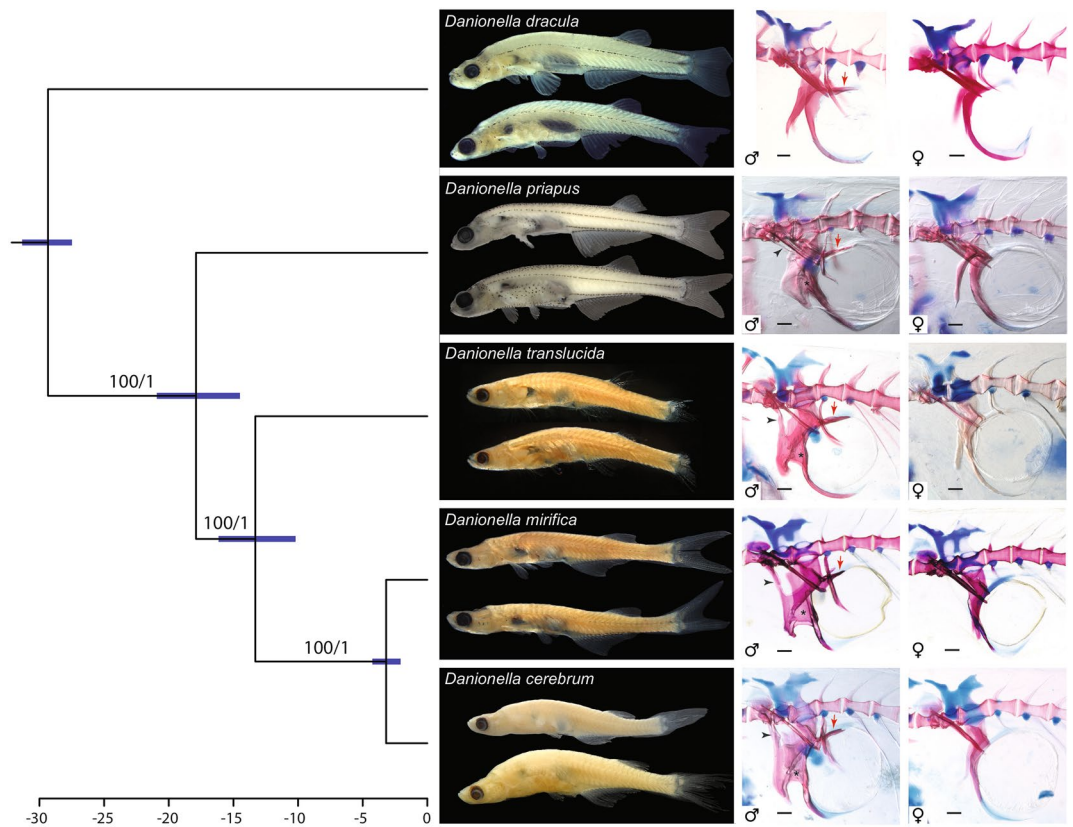 Danionella dracula
♂
♀
Danionella priapus
100/1
*
♂
♀
Danionella translucida
100/1
*
♂
♀
Danionella mirifica
100/1
*
♂
♀
Danionella cerebrum
*
♂
♀
-30 -25 -20 -15 -10 -5 0